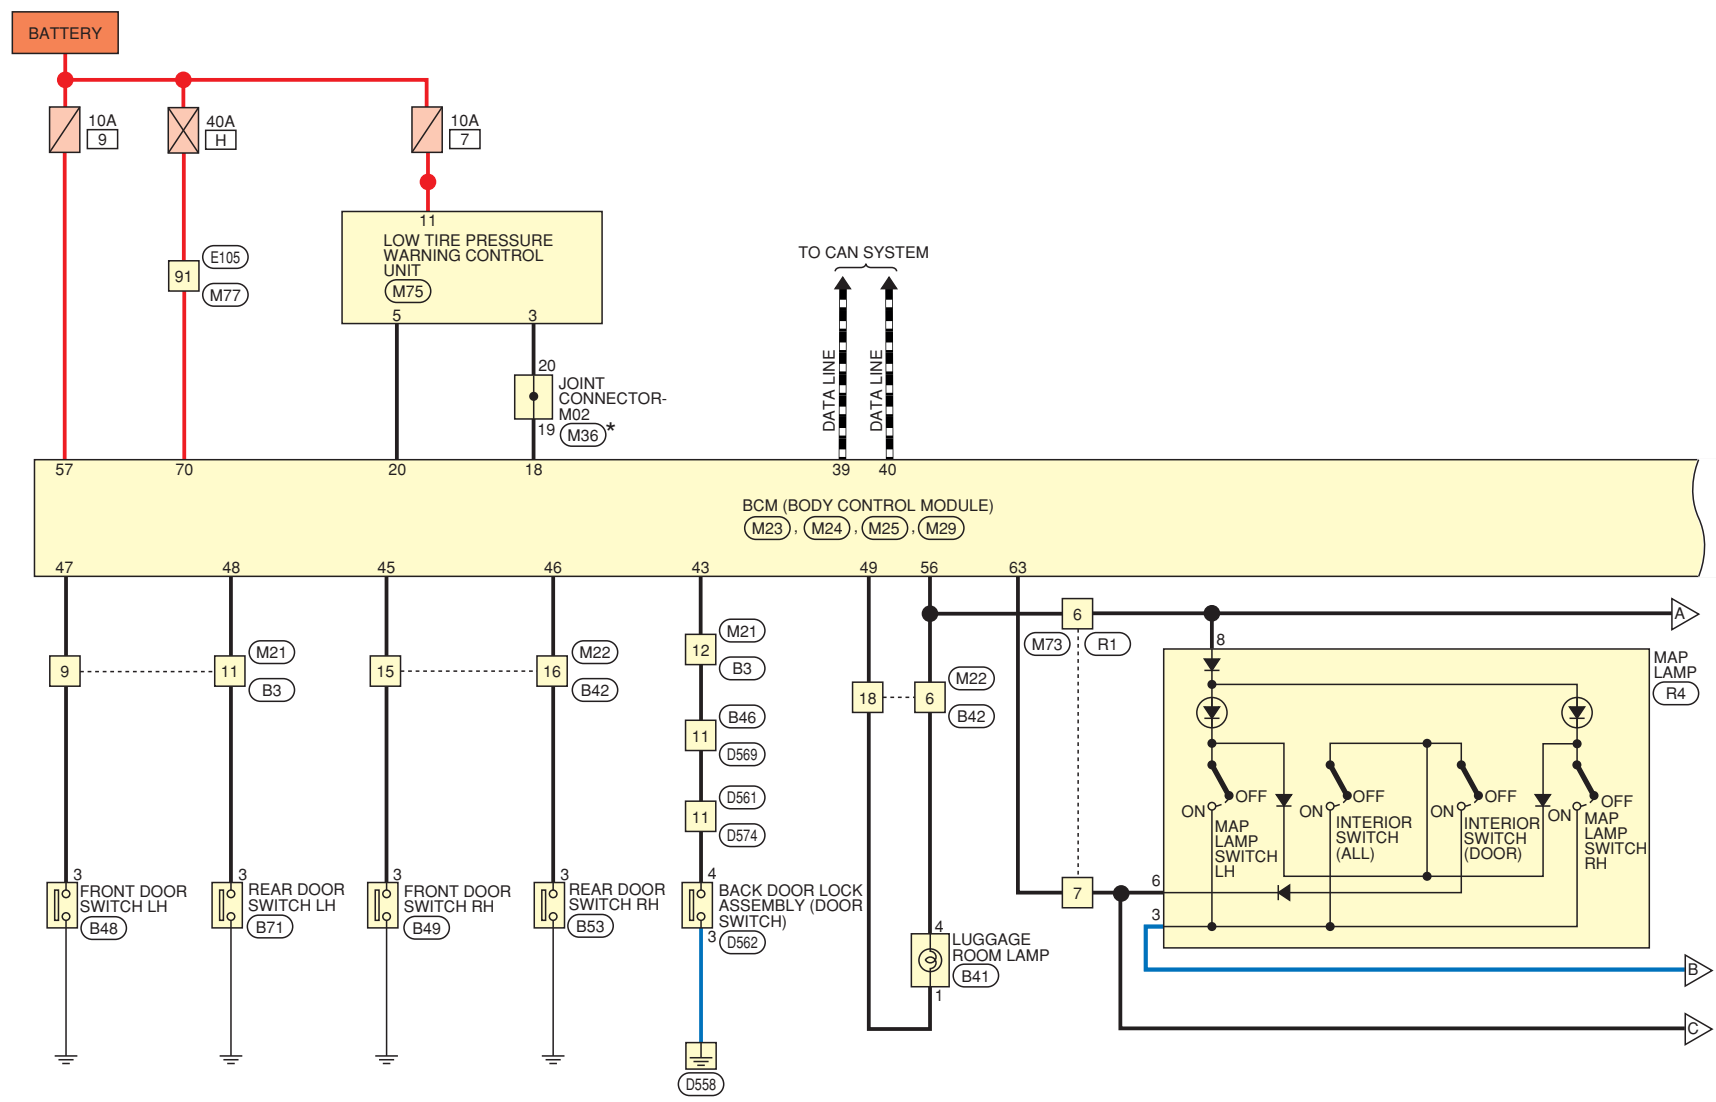 BATTERY
10A
9
40A
H
10A
7
11
LOW TIRE PRESSURE
WARNING CONTROL
UNIT
M75
5
3
91
E105
M77
TO CAN SYSTEM
DATA LINE
DATA LINE
20
JOINT
CONNECTOR-
M02
19
M36
*
57
70
20
18
39
40
BCM (BODY CONTROL MODULE)
M23 , M24 , M25 , M29
47
48
45
46
43
49
56
63
9
11
M21
B3
15
16
M22
B42
12
M21
B3
11
B46
D569
11
D561
D574
18
6
M22
B42
6
M73
R1
A
8
MAP
LAMP
R4
ON
OFF
MAP
LAMP
SWITCH
LH
ON
OFF
INTERIOR
SWITCH
(ALL)
ON
OFF
INTERIOR
SWITCH
(DOOR)
ON
OFF
MAP
LAMP
SWITCH
RH
7
6
3
3
FRONT DOOR
SWITCH LH
B48
3
REAR DOOR
SWITCH LH
B71
3
FRONT DOOR
SWITCH RH
B49
3
REAR DOOR
SWITCH RH
B53
4
BACK DOOR LOCK
ASSEMBLY (DOOR
SWITCH)
3
D562
4
LUGGAGE
ROOM LAMP
B41
1
B
C
D558